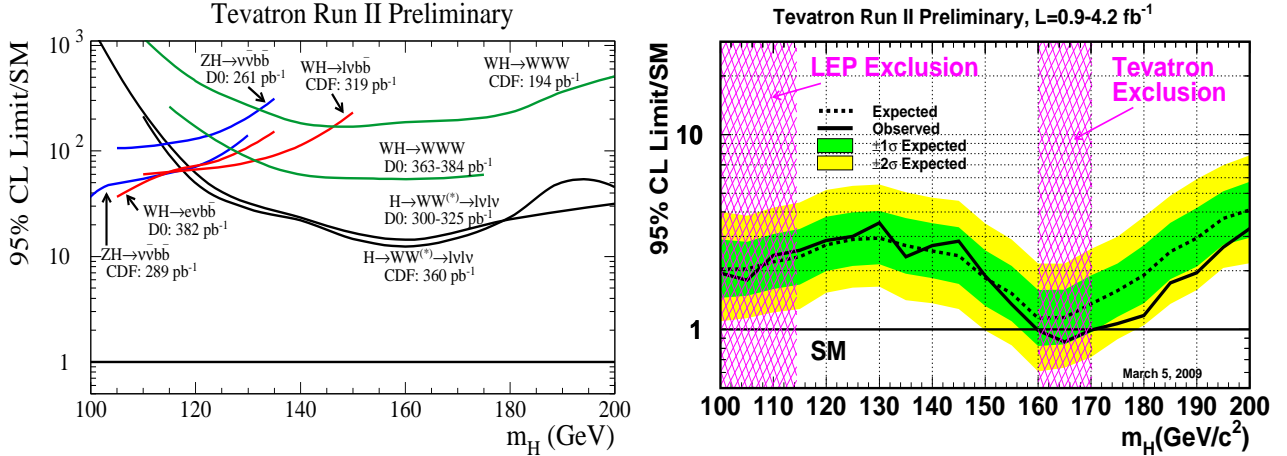 Tevatron Run II Preliminary
95% CL Limit/SM
10³
10²
10
1
ZH→νν̄bb̄
D0: 261 pb⁻¹
WH→lνbb̄
CDF: 319 pb⁻¹
WH→WWW
CDF: 194 pb⁻¹
WH→WWW
D0: 363-384 pb⁻¹
H→WW⁽*⁾→lνlν
D0: 300-325 pb⁻¹
WH→eνbb̄
D0: 382 pb⁻¹
ZH→νν̄bb̄
CDF: 289 pb⁻¹
H→WW⁽*⁾→lνlν
CDF: 360 pb⁻¹
100 120 140 160 180 200
m_H (GeV)
Tevatron Run II Preliminary, L=0.9-4.2 fb⁻¹
95% CL Limit/SM
10
1
LEP Exclusion
Tevatron
Exclusion
Expected
Observed
±1σ Expected
±2σ Expected
SM
March 5, 2009
100 110 120 130 140 150 160 170 180 190 200
m_H(GeV/c²)